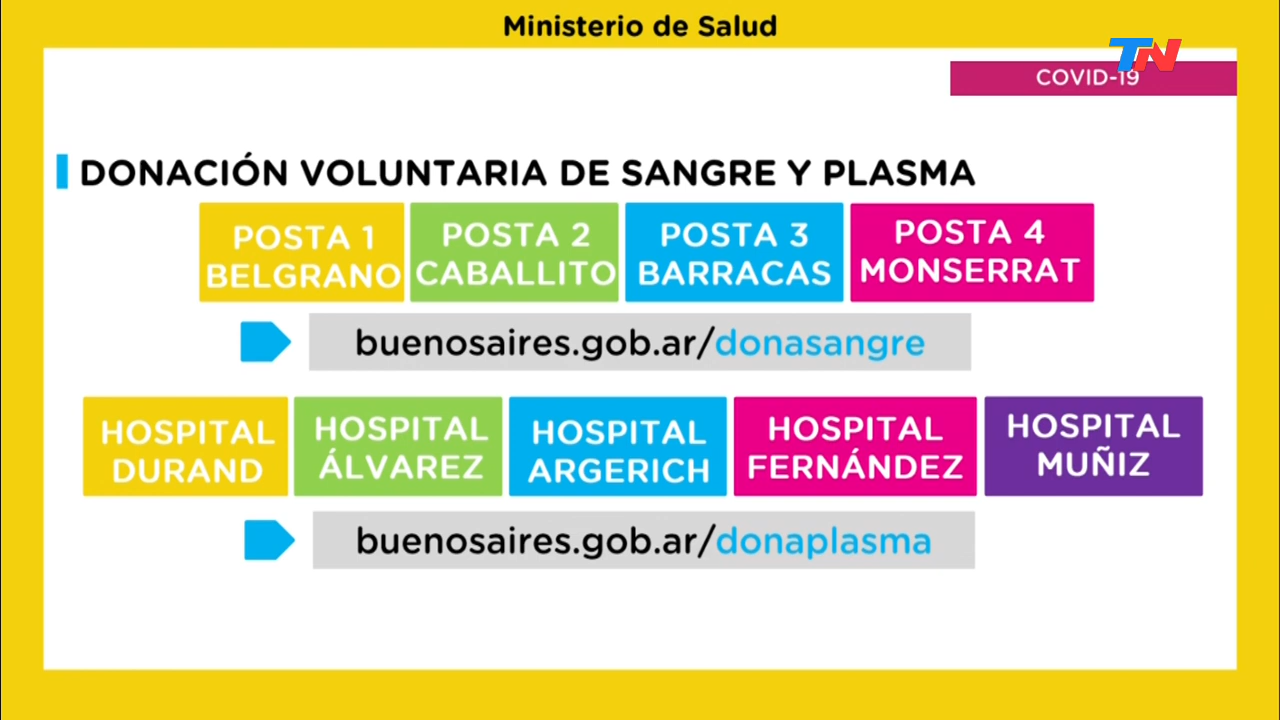 Ministerio de Salud
TN
COVID-19
DONACIÓN VOLUNTARIA DE SANGRE Y PLASMA
POSTA 1
BELGRANO
POSTA 2
CABALLITO
POSTA 3
BARRACAS
POSTA 4
MONSERRAT
buenosaires.gob.ar/donasangre
HOSPITAL
DURAND
HOSPITAL
ÁLVAREZ
HOSPITAL
ARGERICH
HOSPITAL
FERNÁNDEZ
HOSPITAL
MUÑIZ
buenosaires.gob.ar/donaplasma